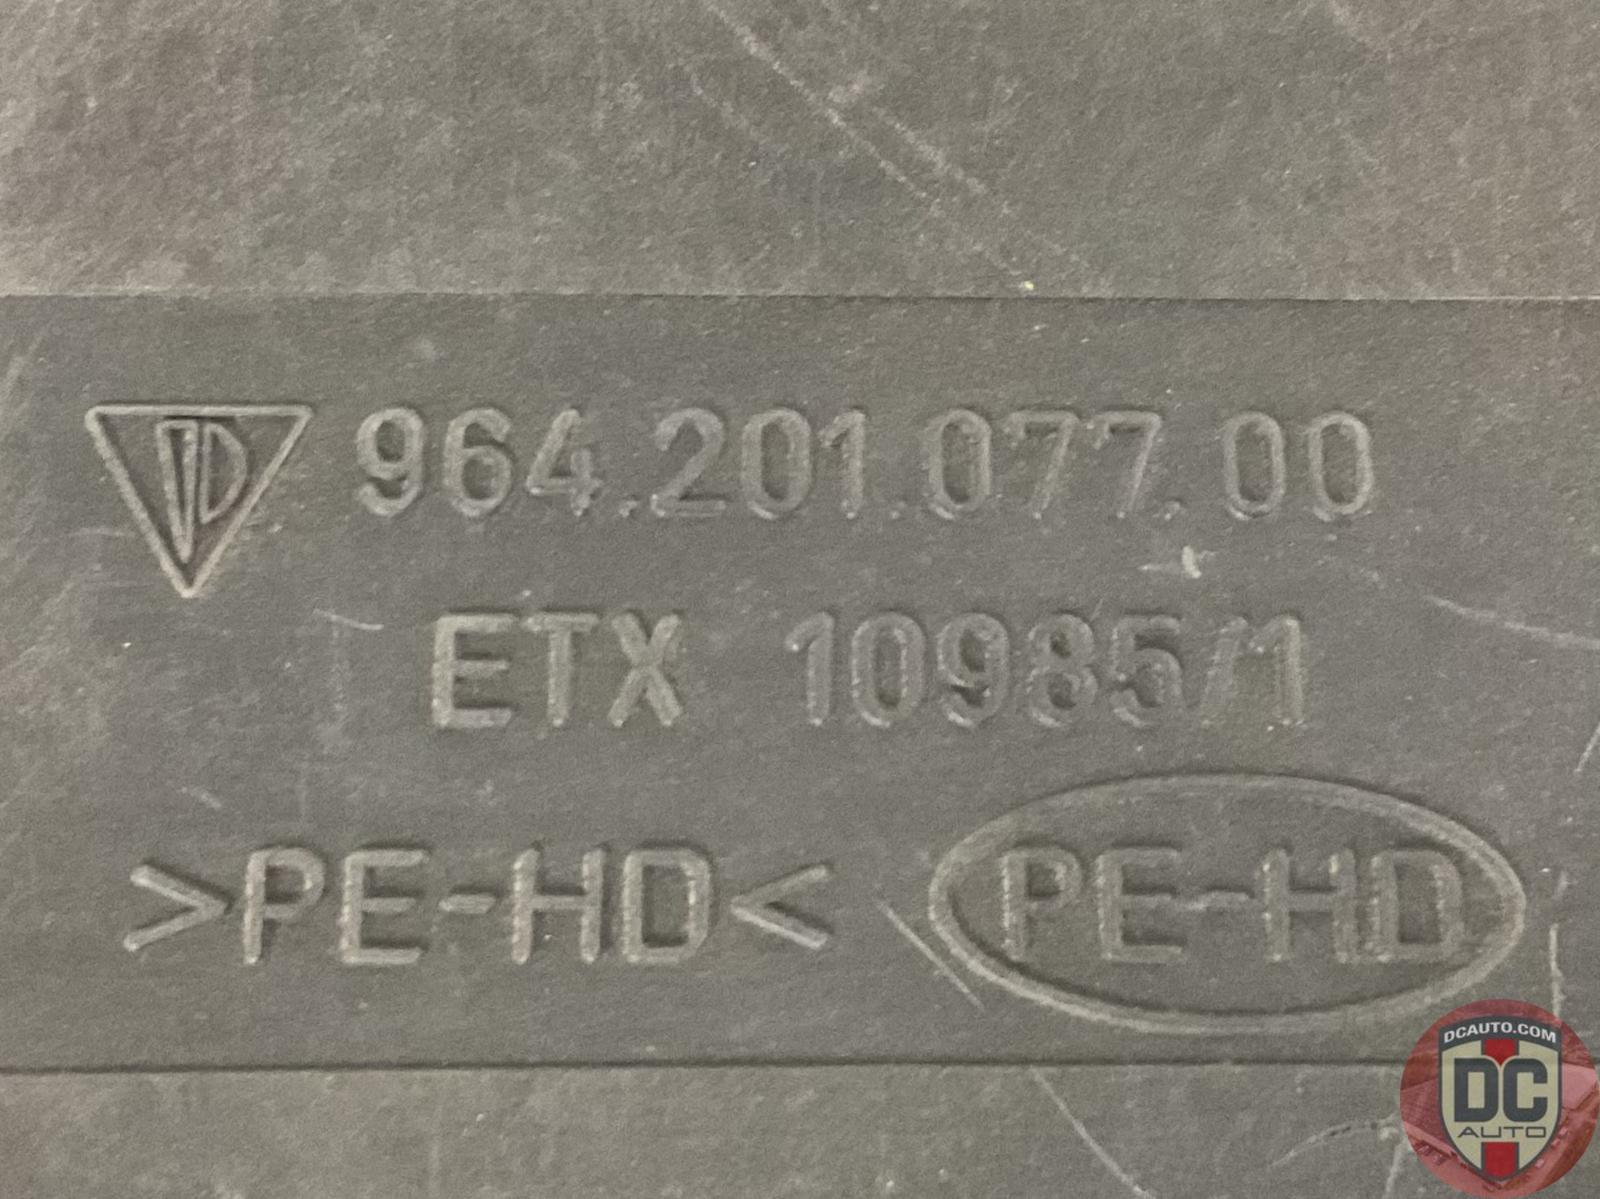 964.201.077.00
ETX 10985/1
>PE-HD< PE-HD
DCAUTO.COM
DC
AUTO